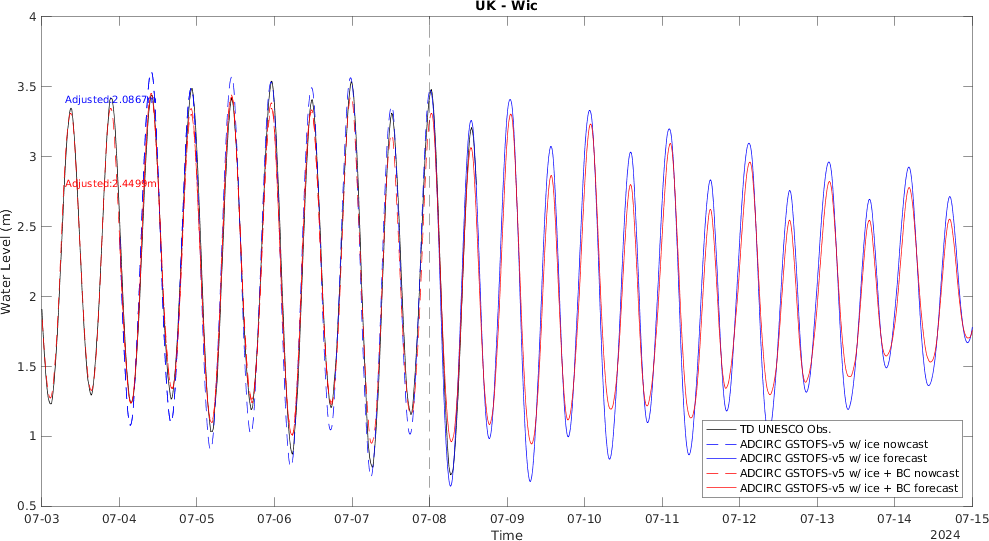 UK - Wic
4
3.5
3
2.5
2
1.5
1
0.5
Water Level (m)
Adjusted:2.0867m
Adjusted:2.4499m
TD UNESCO Obs.
ADCIRC GSTOFS-v5 w/ ice nowcast
ADCIRC GSTOFS-v5 w/ ice forecast
ADCIRC GSTOFS-v5 w/ ice + BC nowcast
ADCIRC GSTOFS-v5 w/ ice + BC forecast
07-03 07-04 07-05 07-06 07-07 07-08 07-09 07-10 07-11 07-12 07-13 07-14 07-15
Time
2024